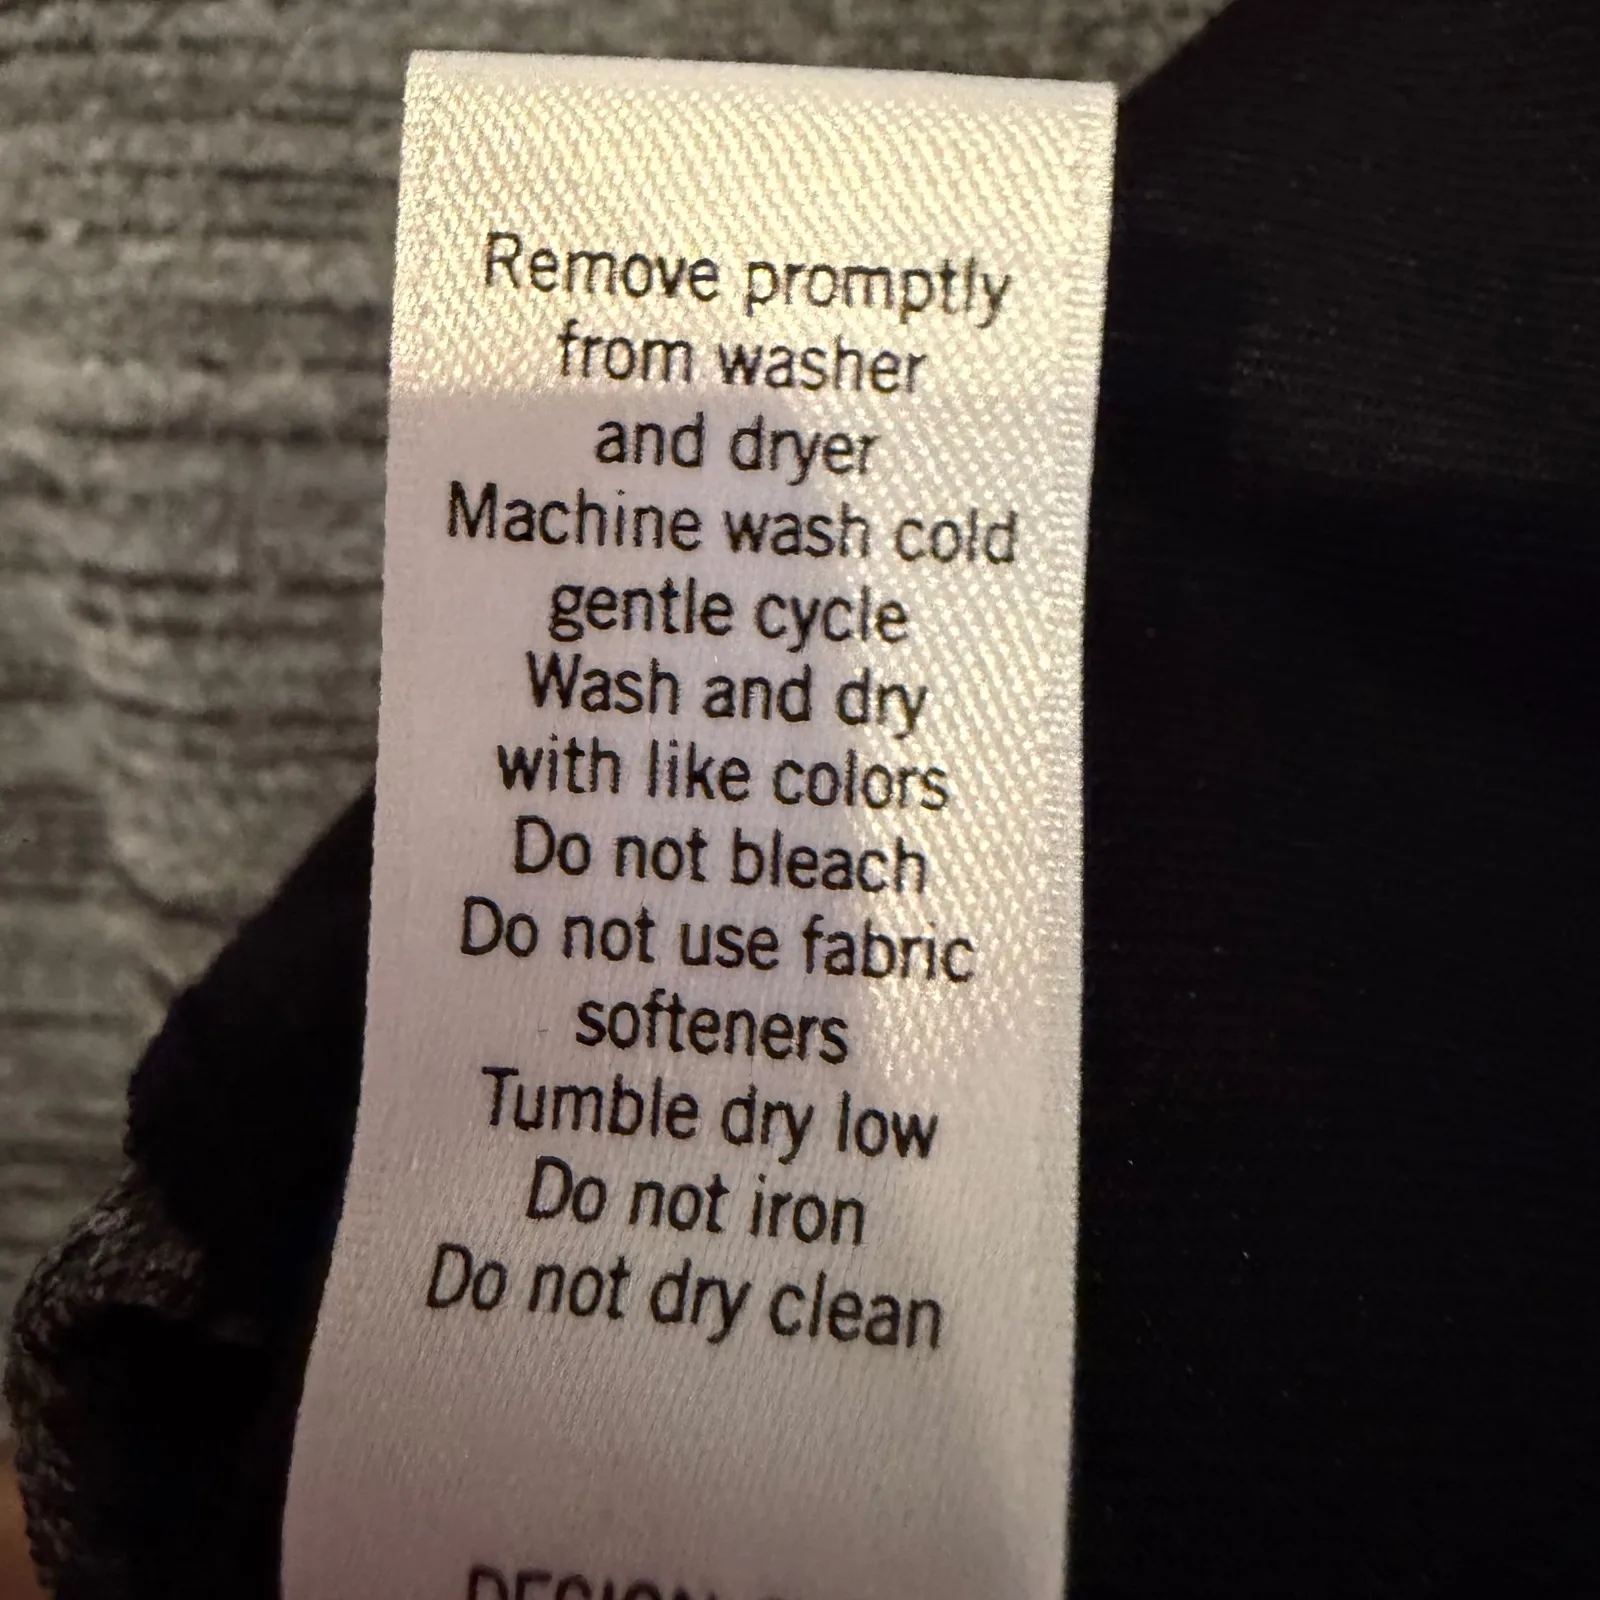 Remove promptly
from washer
and dryer
Machine wash cold
gentle cycle
Wash and dry
with like colors
Do not bleach
Do not use fabric
softeners
Tumble dry low
Do not iron
Do not dry clean
DESIGN